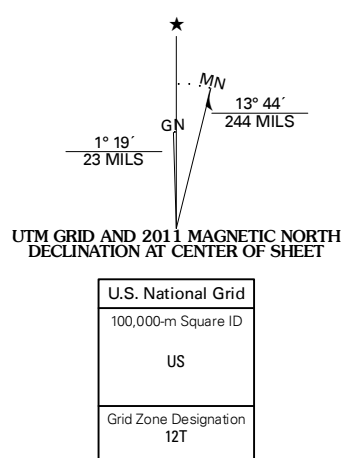 ★
MN
GN
13° 44´
244 MILS
1° 19´
23 MILS
UTM GRID AND 2011 MAGNETIC NORTH
DECLINATION AT CENTER OF SHEET
U.S. National Grid
100,000-m Square ID
US
Grid Zone Designation
12T